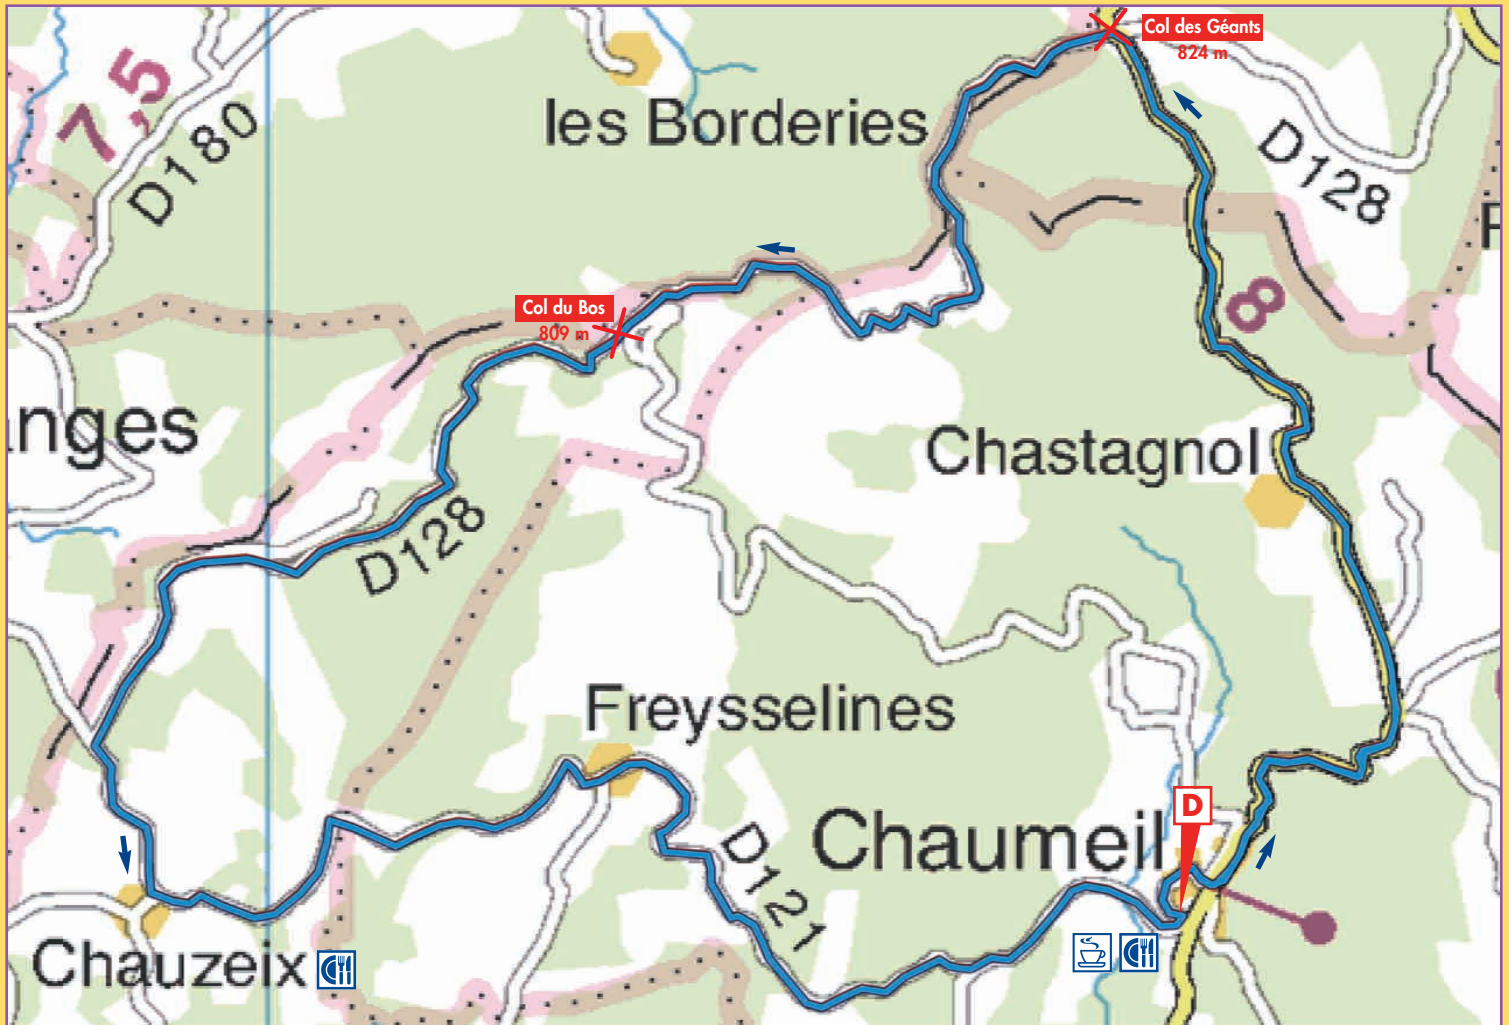 Col des Géants
824 m
7,5
D180
les Borderies
D128
Col du Bos
809 m
8
anges
Chastagnol
D128
Freysselines
D
Chaumeil
D121
Chauzeix